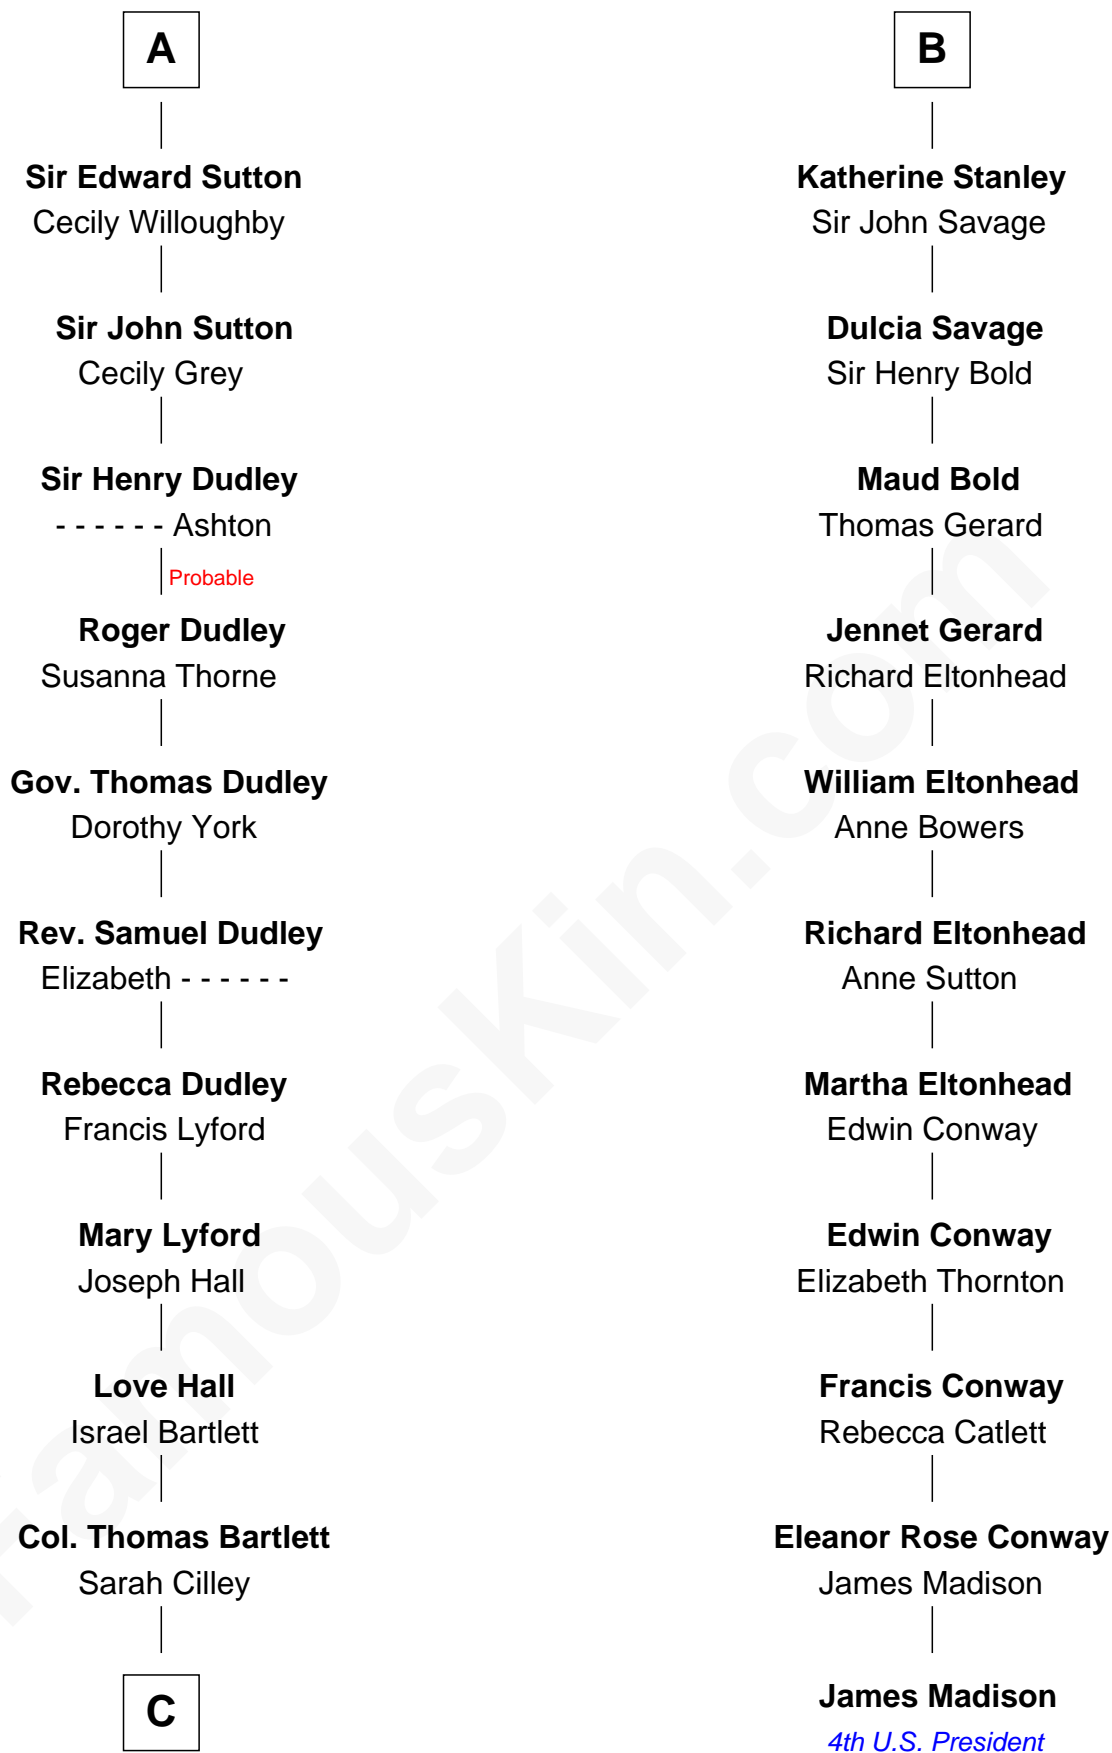 A
Sir Edward Sutton
Cecily Willoughby
Sir John Sutton
Cecily Grey
Sir Henry Dudley
- - - - - - Ashton
Probable
Roger Dudley
Susanna Thorne
Gov. Thomas Dudley
Dorothy York
Rev. Samuel Dudley
Elizabeth - - - - - -
Rebecca Dudley
Francis Lyford
Mary Lyford
Joseph Hall
Love Hall
Israel Bartlett
Col. Thomas Bartlett
Sarah Cilley
C
B
Katherine Stanley
Sir John Savage
Dulcia Savage
Sir Henry Bold
Maud Bold
Thomas Gerard
Jennet Gerard
Richard Eltonhead
William Eltonhead
Anne Bowers
Richard Eltonhead
Anne Sutton
Martha Eltonhead
Edwin Conway
Edwin Conway
Elizabeth Thornton
Francis Conway
Rebecca Catlett
Eleanor Rose Conway
James Madison
James Madison
4th U.S. President
FamousKin.com